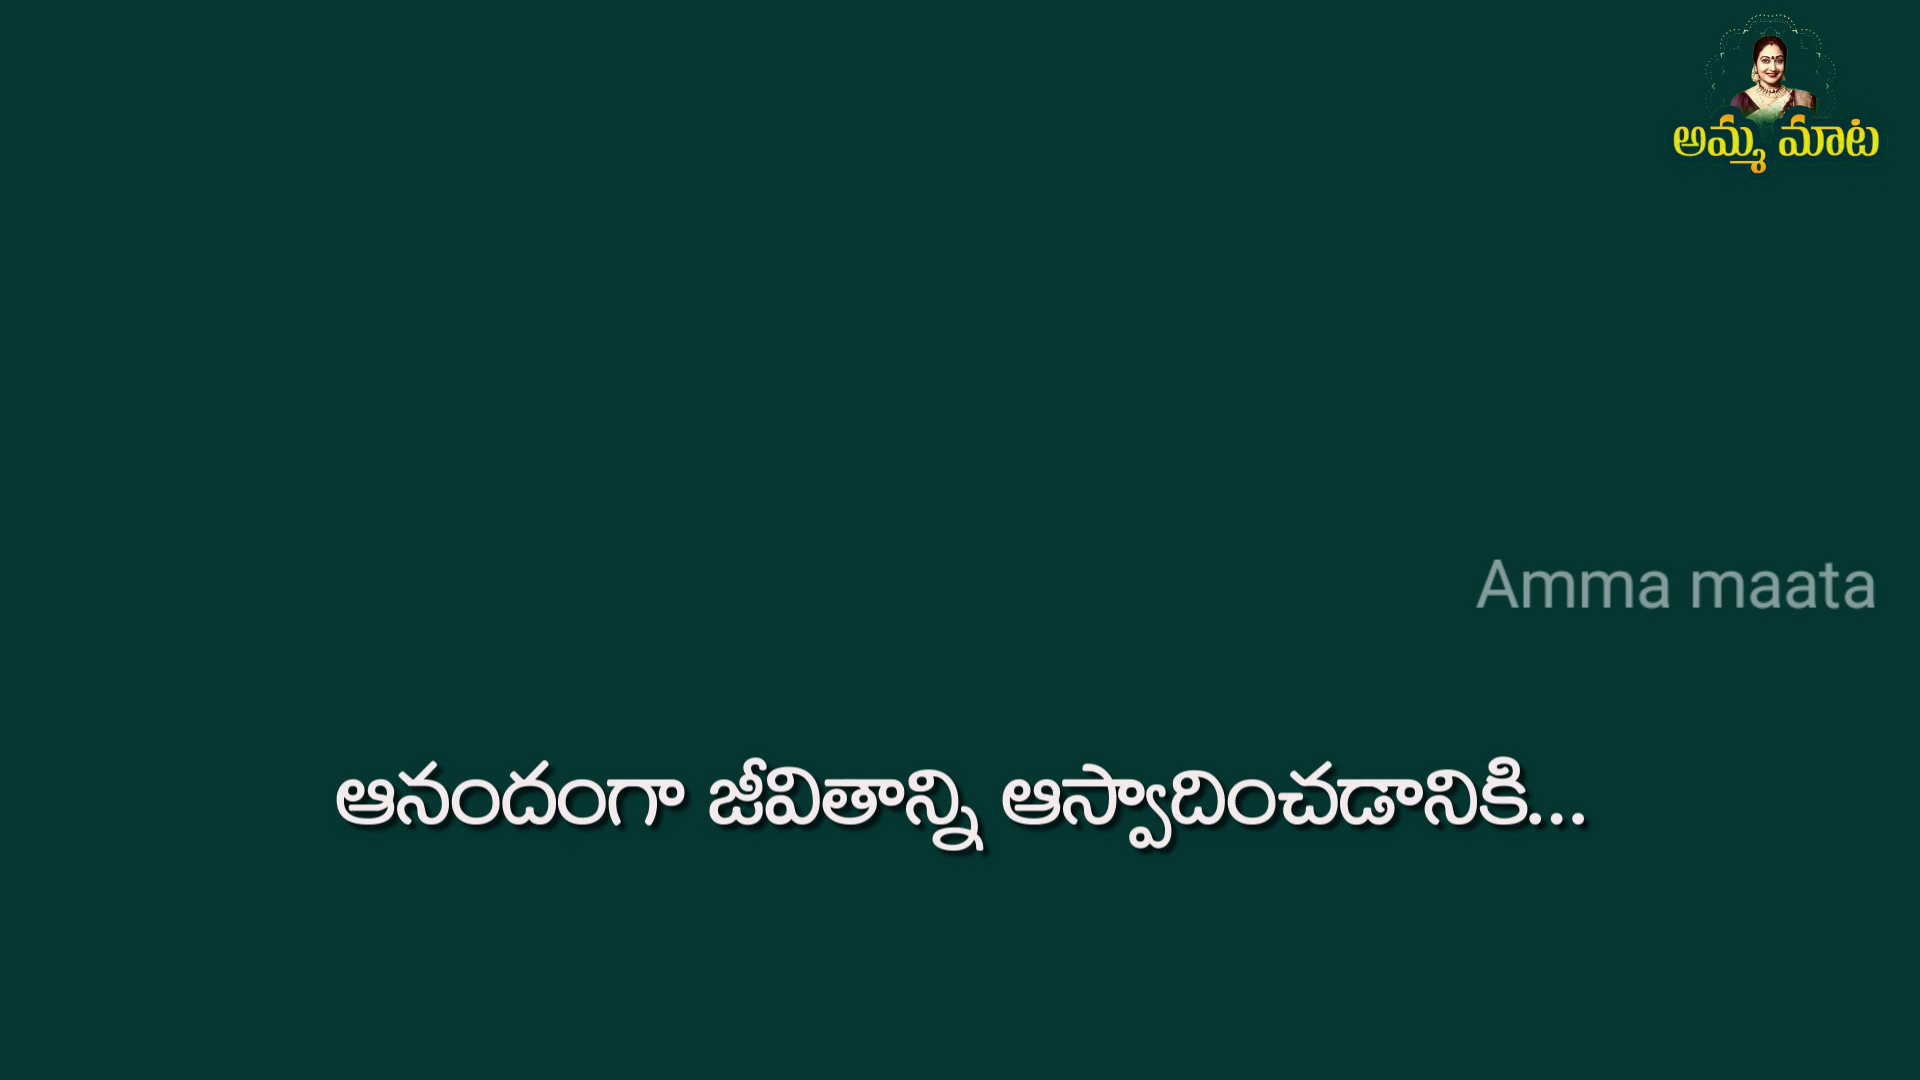 అమ్మ మాట
Amma maata
ఆనందంగా జీవితాన్ని ఆస్వాదించడానికి...